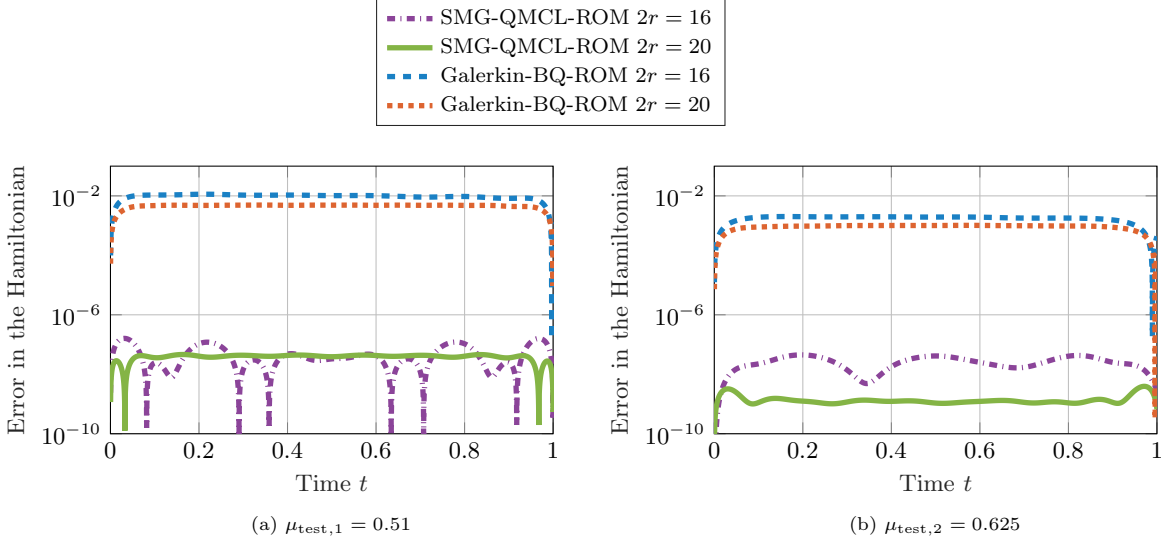 SMG-QMCL-ROM 2r = 16
SMG-QMCL-ROM 2r = 20
Galerkin-BQ-ROM 2r = 16
Galerkin-BQ-ROM 2r = 20
Error in the Hamiltonian
10⁻²
10⁻⁶
10⁻¹⁰
0 0.2 0.4 0.6 0.8 1
Time t
(a) μtest,1 = 0.51
Error in the Hamiltonian
10⁻²
10⁻⁶
10⁻¹⁰
0 0.2 0.4 0.6 0.8 1
Time t
(b) μtest,2 = 0.625